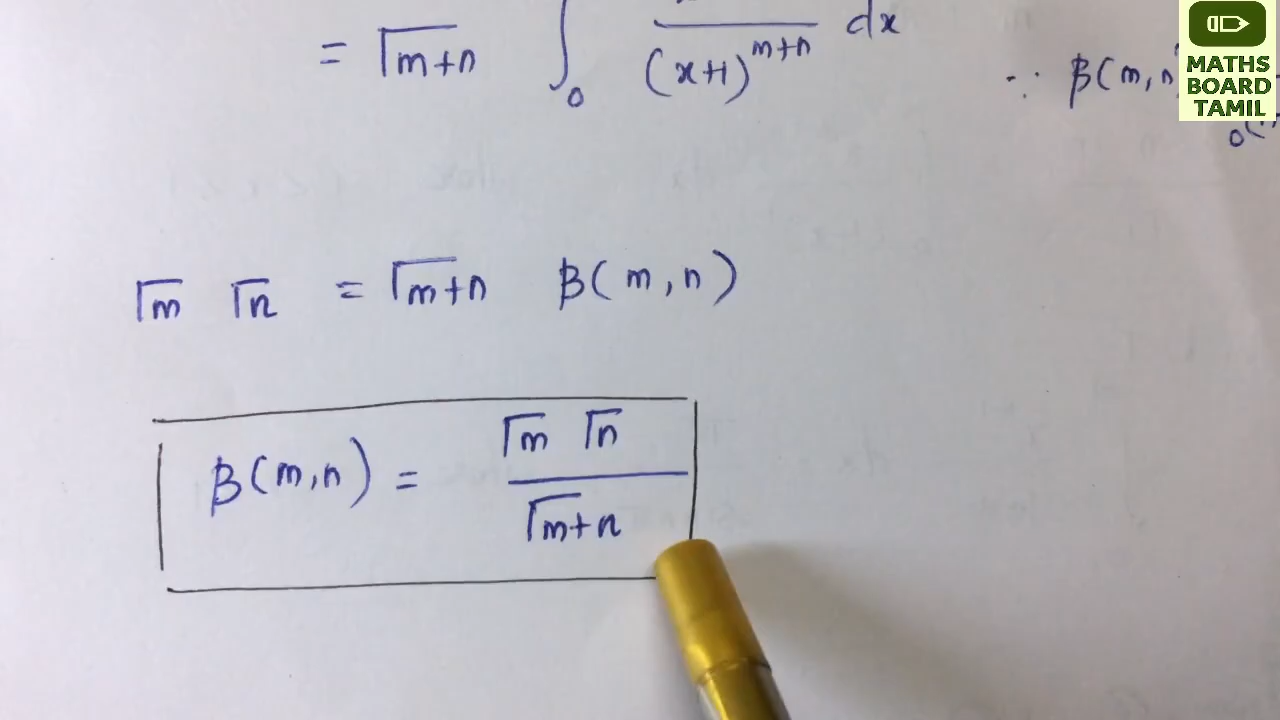 = Γm+n ∫₀ / (x+1)^{m+n} dx
∵ β(m,n
MATHS
BOARD
TAMIL
Γm Γn = Γm+n β(m,n)
β(m,n) = Γm Γn / Γm+n